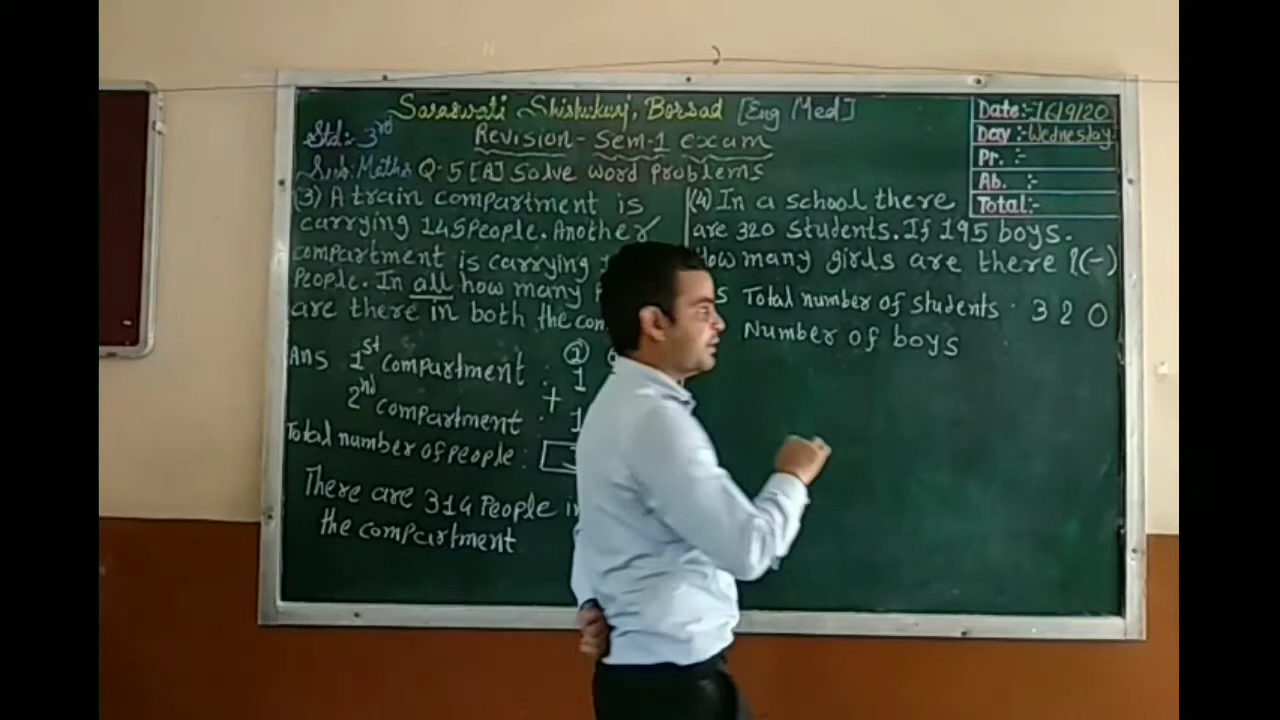 Saraswati Shishukunj, Borsad [Eng Med]
Std:- 3rd
Revision - Sem-1 exam
Sub: Maths Q-5 [A] Solve word Problems
Date:- 16/9/20
Day:- Wednesday
Pr. :-
Ab. :-
Total:-
(3) A train compartment is
carrying 145 People. Another
compartment is carrying
People. In all how many
are there in both the com
Ans 1st compartment . 1
2nd compartment . + 1
Total number of people :
There are 314 People in
the compartment
(4) In a school there
are 320 students. If 195 boys.
How many girls are there ? (-)
Total number of students . 3 2 0
Number of boys